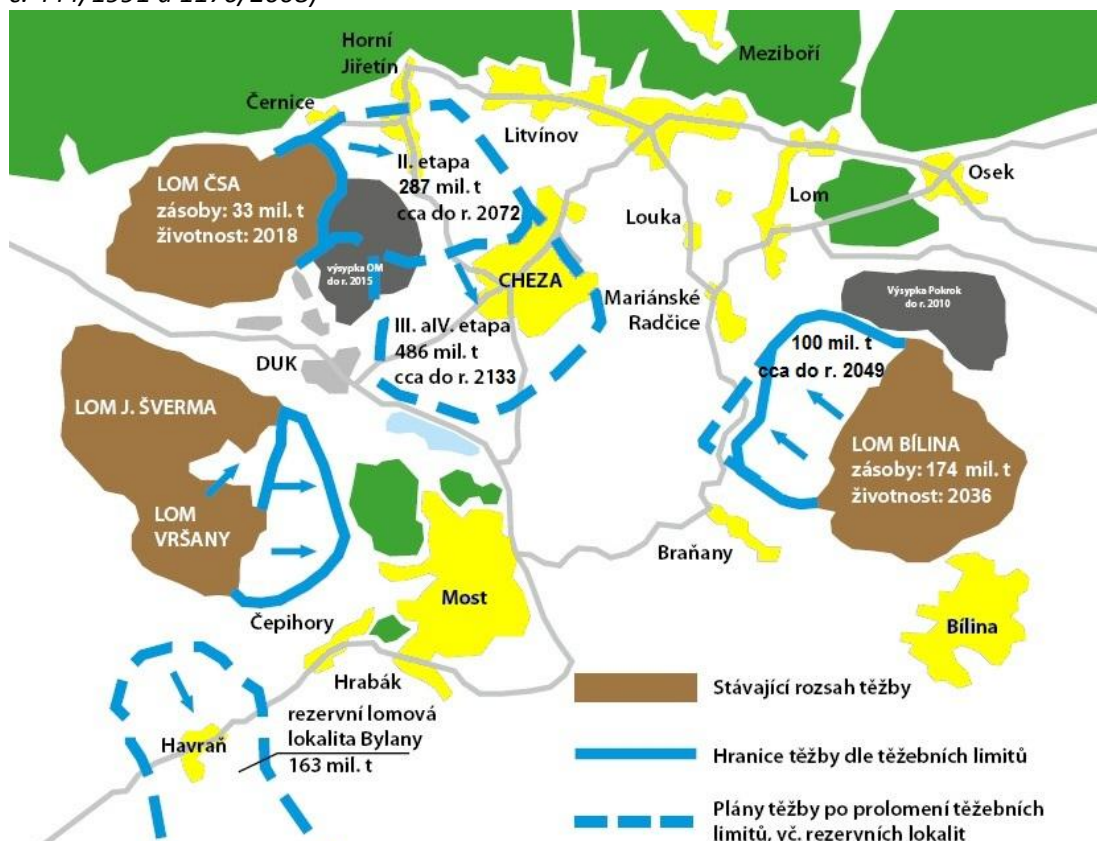 Horní
Jiřetín
Meziboří
Černice
Litvínov
II. etapa
287 mil. t
cca do r. 2072
LOM ČSA
zásoby: 33 mil. t
životnost: 2018
Osek
Lom
Louka
výsypka OM
do r. 2015
CHEZA
Mariánské
Radčice
Výsypka Pokrok
do r. 2010
III. aIV. etapa
486 mil. t
cca do r. 2133
100 mil. t
cca do r. 2049
DUK
LOM J. ŠVERMA
LOM BÍLINA
zásoby: 174 mil. t
životnost: 2036
LOM
VRŠANY
Braňany
Most
Bílina
Čepihory
Hrabák
Stávající rozsah těžby
rezervní lomová
lokalita Bylany
163 mil. t
Havraň
Hranice těžby dle těžebních limitů
Plány těžby po prolomení těžebních
limitů, vč. rezervních lokalit